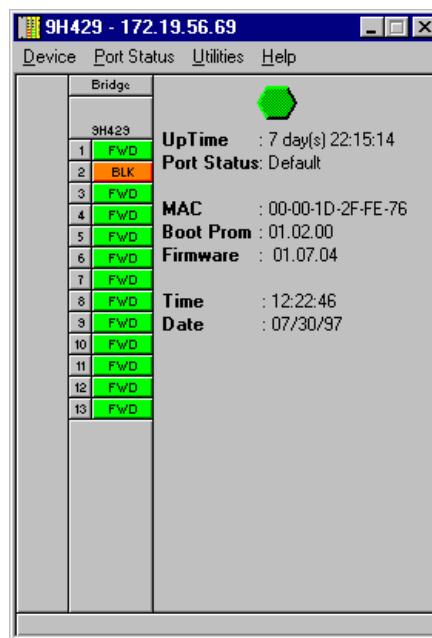 9H429 - 172.19.56.69
Device Port Status Utilities Help
Bridge
9H429
1 FWD
2 BLK
3 FWD
4 FWD
5 FWD
6 FWD
7 FWD
8 FWD
9 FWD
10 FWD
11 FWD
12 FWD
13 FWD
UpTime : 7 day(s) 22:15:14
Port Status: Default
MAC : 00-00-1D-2F-FE-76
Boot Prom : 01.02.00
Firmware : 01.07.04
Time : 12:22:46
Date : 07/30/97